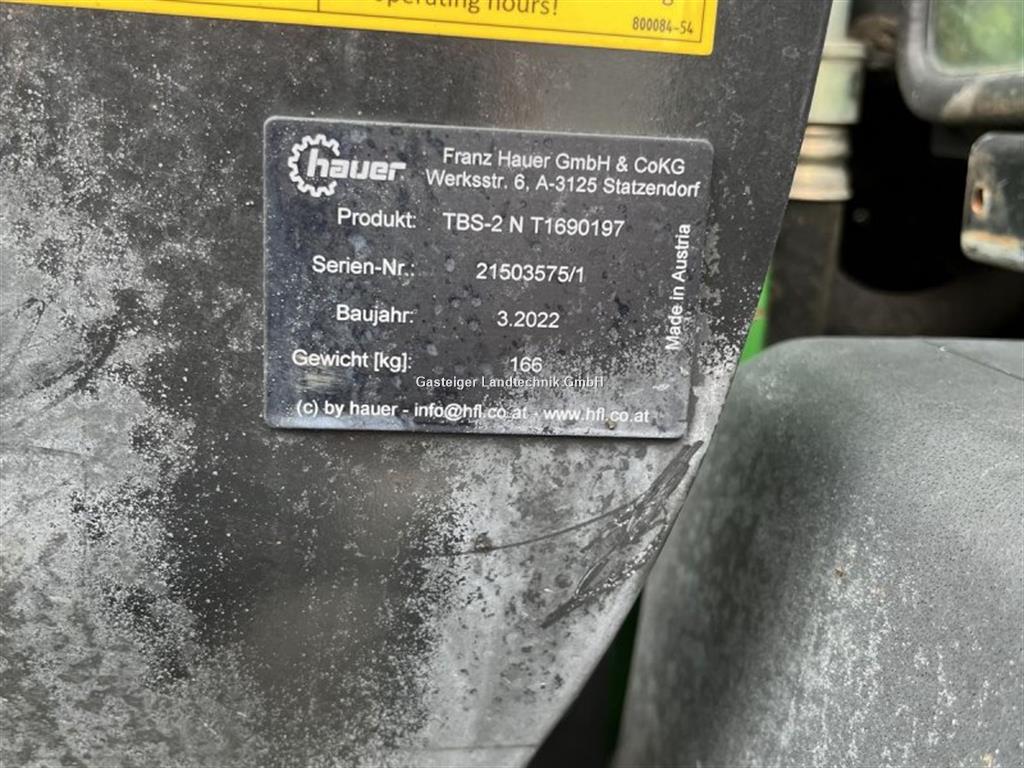 operating hours!
800084-54
hauer
Franz Hauer GmbH & CoKG
Werksstr. 6, A-3125 Statzendorf
Produkt: TBS-2 N T1690197
Serien-Nr.: 21503575/1
Baujahr: 3.2022
Gewicht [kg]: 166
Made in Austria
Gasteiger Landtechnik GmbH
(c) by hauer - info@hfl.co.at - www.hfl.co.at